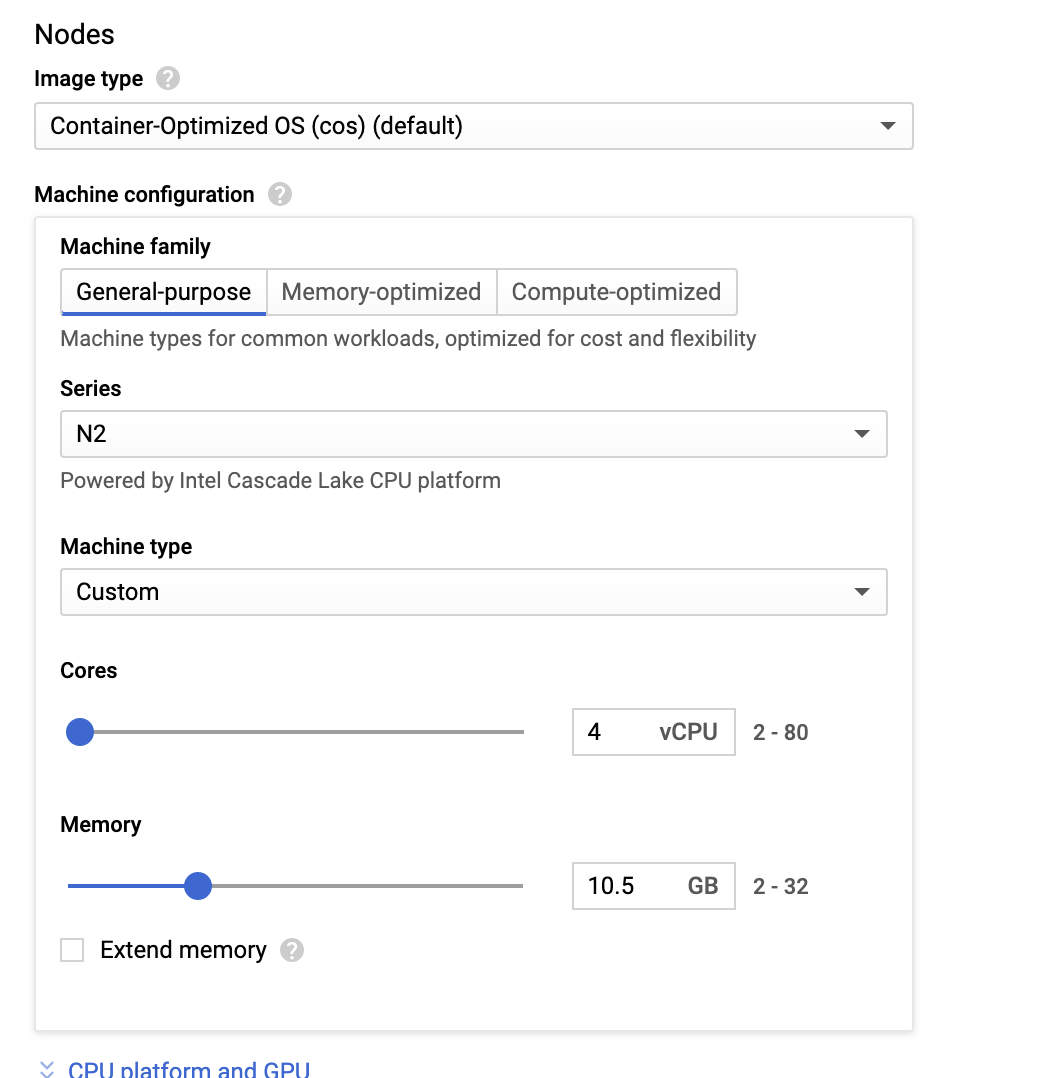 Nodes
Image type ?
Container-Optimized OS (cos) (default)
Machine configuration ?
Machine family
General-purpose Memory-optimized Compute-optimized
Machine types for common workloads, optimized for cost and flexibility
Series
N2
Powered by Intel Cascade Lake CPU platform
Machine type
Custom
Cores
4 vCPU 2 - 80
Memory
10.5 GB 2 - 32
Extend memory ?
CPU platform and GPU